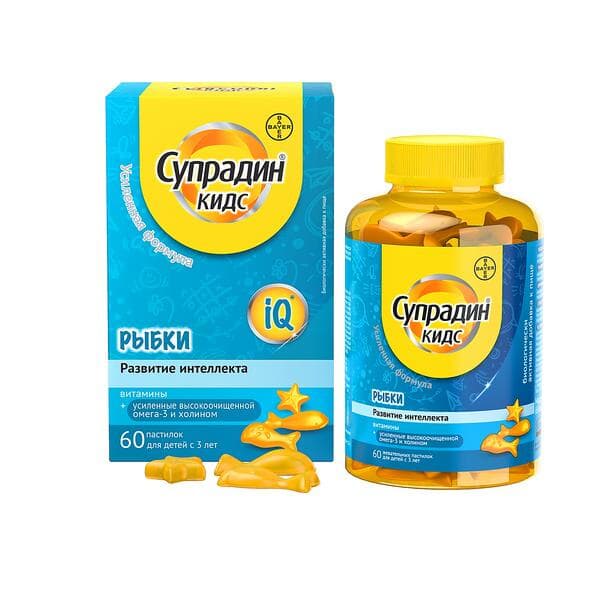 Супрадин®
кидс
BAYER
BAYER
Усиленная формула
Биологически активная добавка к пище
iQ
РЫБКИ
Развитие интеллекта
витамины
+ усиленные высокоочищенной
омега-3 и холином
60 пастилок
для детей с 3 лет
BAYER
BAYER
Супрадин®
кидс
Усиленная формула
биологически
активная добавка к пище
РЫБКИ
Развитие интеллекта
витамины
+ усиленные высокоочищенной
омега-3 и холином
60 жевательных пастилок
для детей с 3 лет